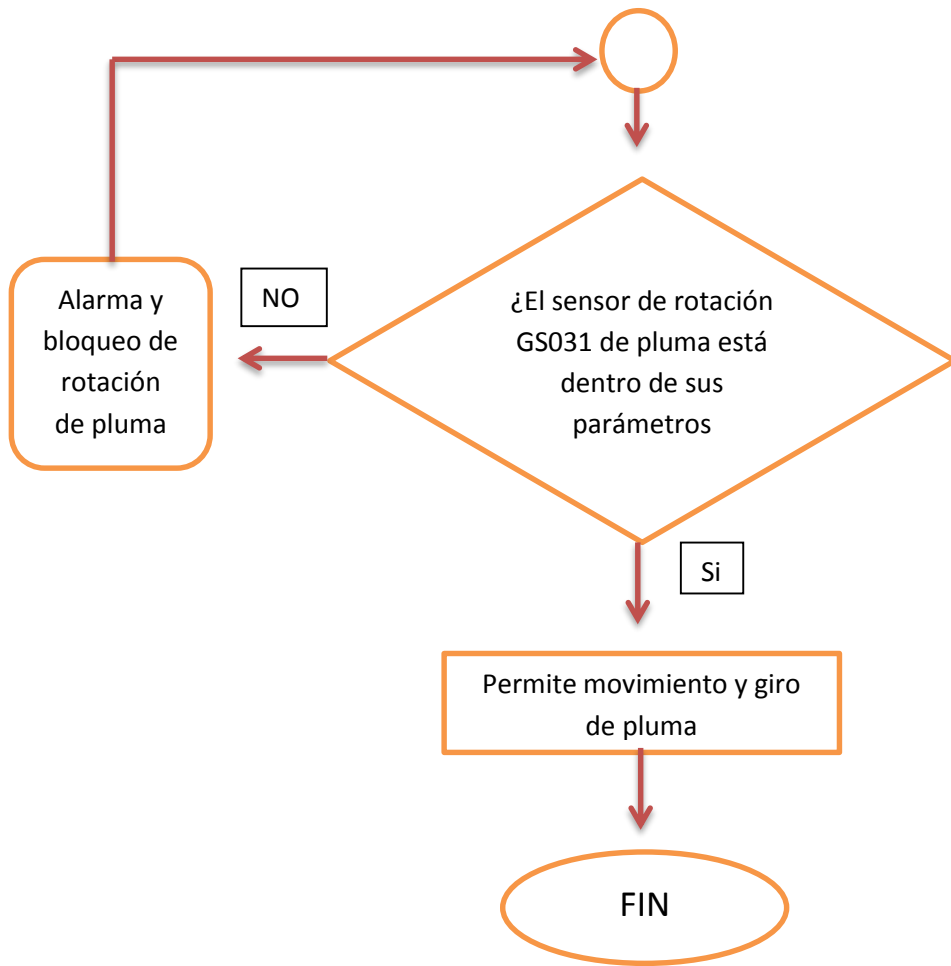 ¿El sensor de rotación
GS031 de pluma está
dentro de sus
parámetros
NO
Alarma y
bloqueo de
rotación
de pluma
Si
Permite movimiento y giro
de pluma
FIN